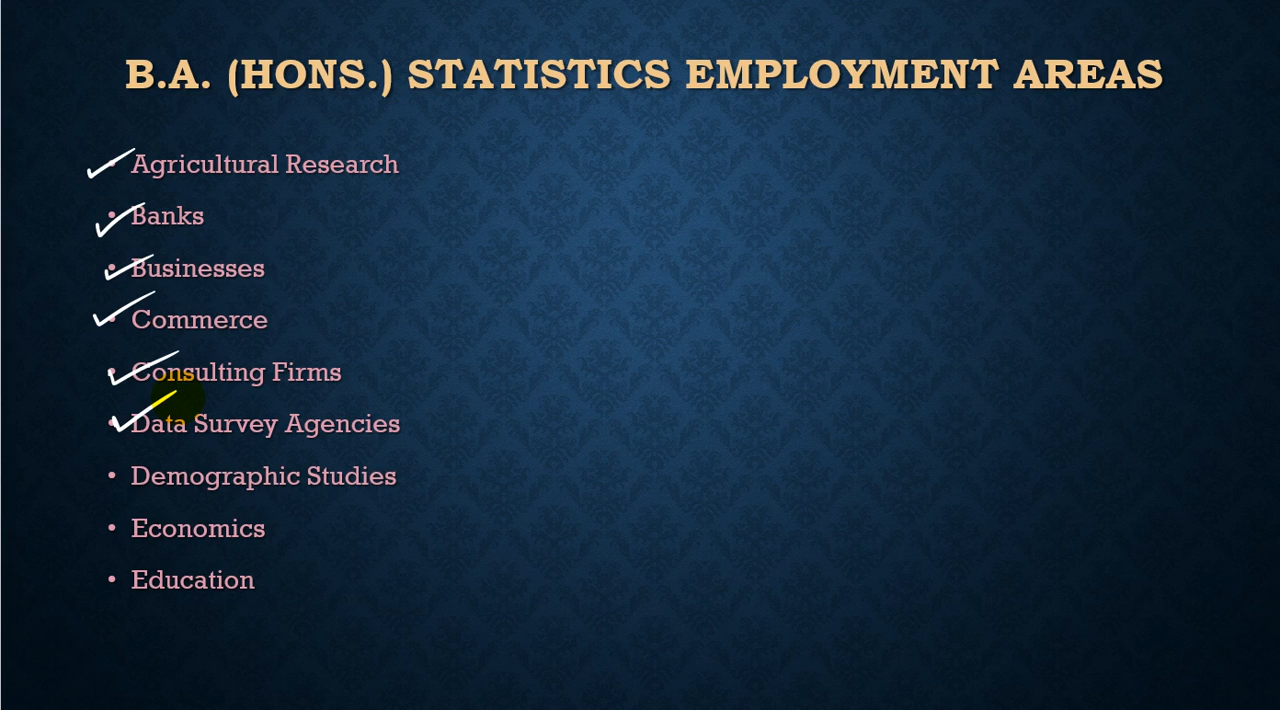 B.A. (HONS.) STATISTICS EMPLOYMENT AREAS
• Agricultural Research
• Banks
• Businesses
• Commerce
• Consulting Firms
• Data Survey Agencies
• Demographic Studies
• Economics
• Education